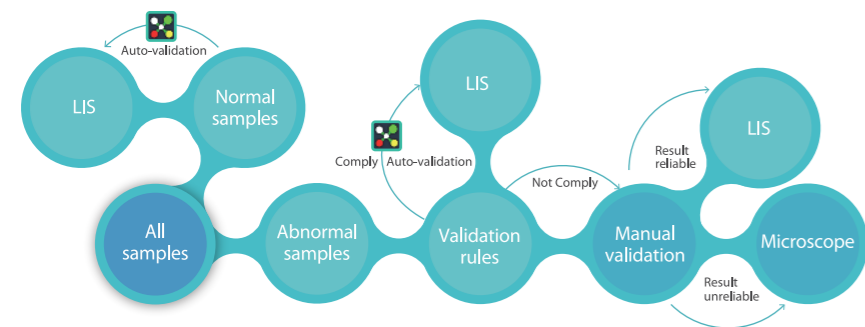 Auto-validation
LIS
Normal
samples
LIS
Comply
Auto-validation
LIS
Result
reliable
Not Comply
All
samples
Abnormal
samples
Validation
rules
Manual
validation
Microscope
Result
unreliable